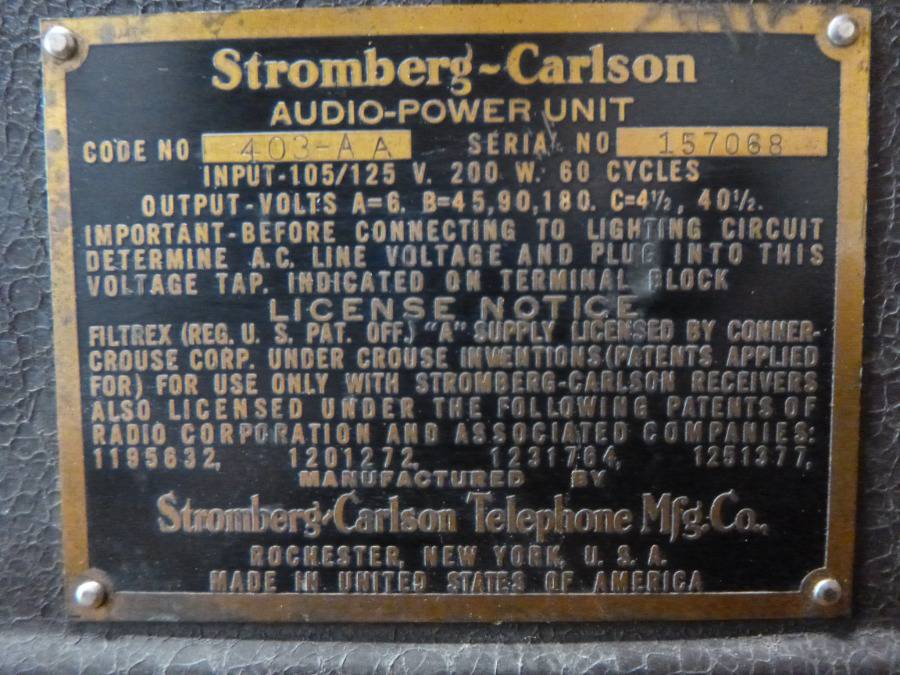 Stromberg-Carlson
AUDIO-POWER UNIT
CODE NO 403-AA SERIAL NO 157068
INPUT-105/125 V. 200 W. 60 CYCLES
OUTPUT-VOLTS A=6. B=45,90,180. C=4½, 40½.
IMPORTANT-BEFORE CONNECTING TO LIGHTING CIRCUIT
DETERMINE A.C. LINE VOLTAGE AND PLUG INTO THIS
VOLTAGE TAP. INDICATED ON TERMINAL BLOCK
LICENSE NOTICE
FILTREX (REG. U. S. PAT. OFF.) "A" SUPPLY LICENSED BY CONNER-
CROUSE CORP. UNDER CROUSE INVENTIONS (PATENTS APPLIED
FOR) FOR USE ONLY WITH STROMBERG-CARLSON RECEIVERS
ALSO LICENSED UNDER THE FOLLOWING PATENTS OF
RADIO CORPORATION AND ASSOCIATED COMPANIES:
1195632, 1201272, 1231764, 1251377,
MANUFACTURED BY
Stromberg-Carlson Telephone Mfg. Co.,
ROCHESTER, NEW YORK, U. S. A.
MADE IN UNITED STATES OF AMERICA